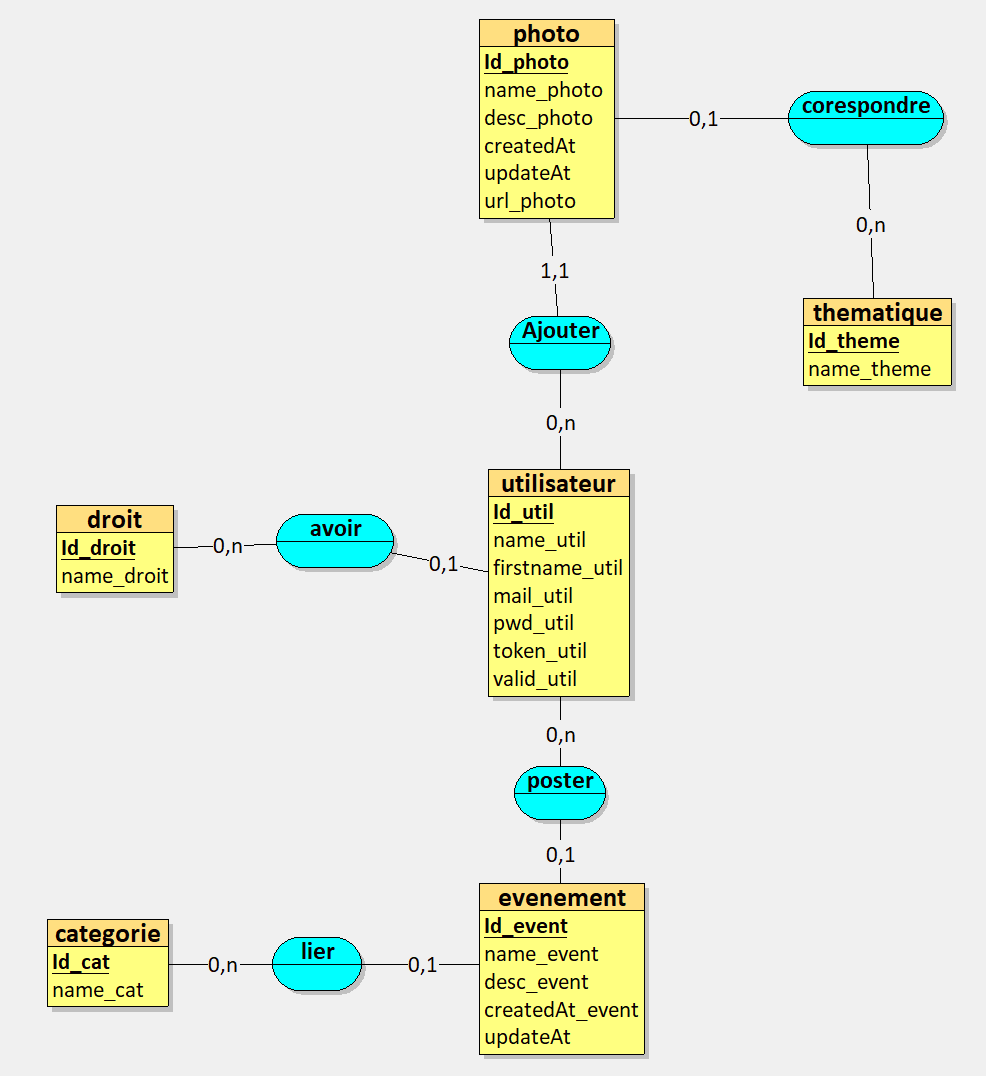 photo
Id_photo
name_photo
desc_photo
createdAt
updateAt
url_photo
0,1
corespondre
0,n
thematique
Id_theme
name_theme
1,1
Ajouter
0,n
utilisateur
Id_util
name_util
firstname_util
mail_util
pwd_util
token_util
valid_util
droit
Id_droit
name_droit
0,n
avoir
0,1
0,n
poster
0,1
evenement
Id_event
name_event
desc_event
createdAt_event
updateAt
categorie
Id_cat
name_cat
0,n
lier
0,1